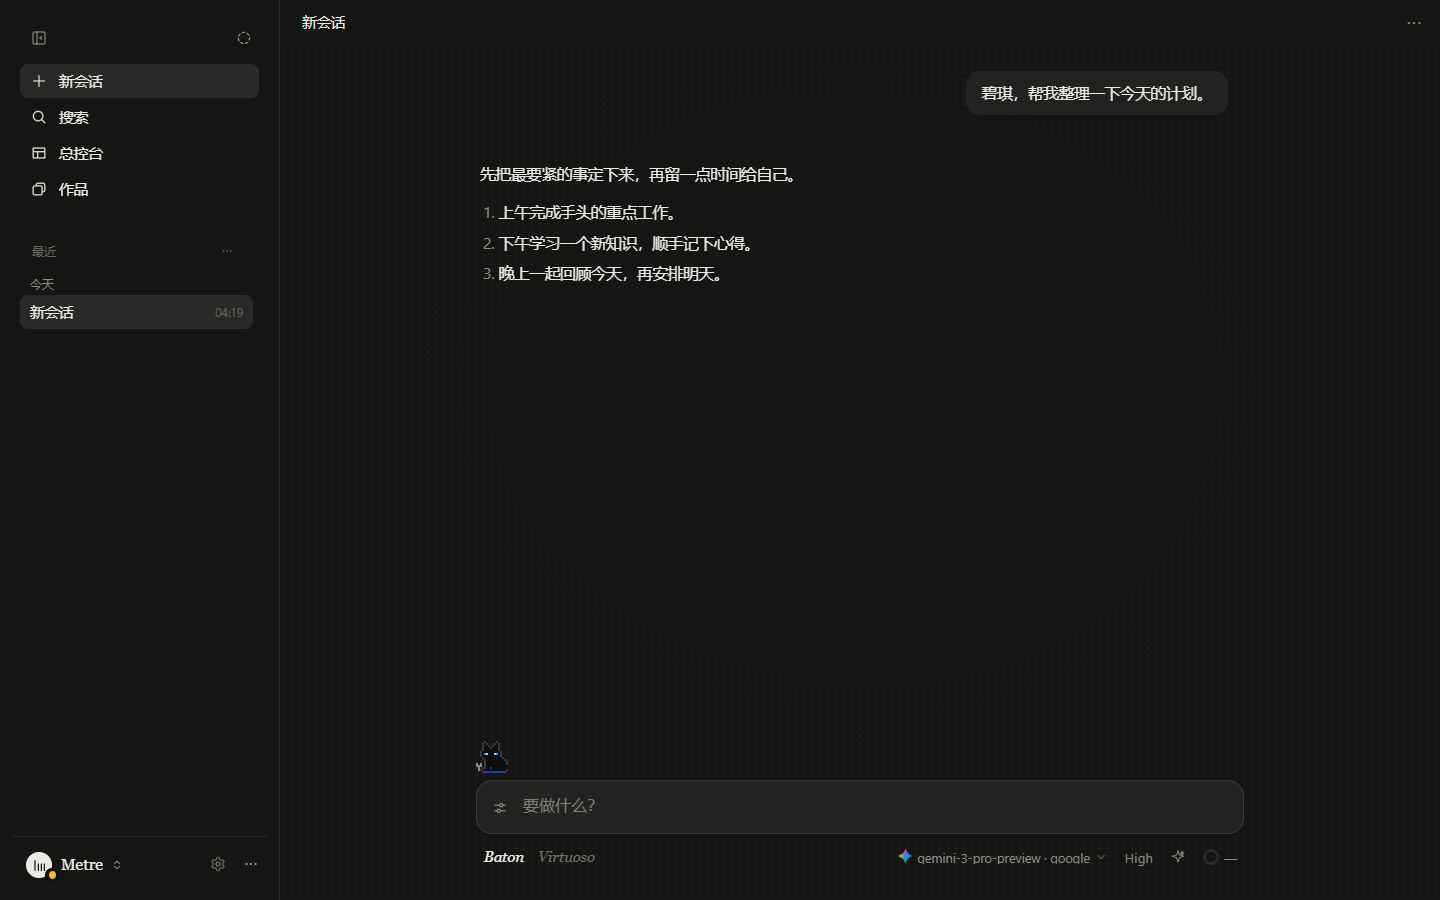 新会话
搜索
总控台
作品
最近
今天
新会话 04:19
Metre
新会话
碧琪，帮我整理一下今天的计划。
先把最要紧的事定下来，再留一点时间给自己。
1. 上午完成手头的重点工作。
2. 下午学习一个新知识，顺手记下心得。
3. 晚上一起回顾今天，再安排明天。
要做什么？
Baton Virtuoso gemini-3-pro-preview · google High —